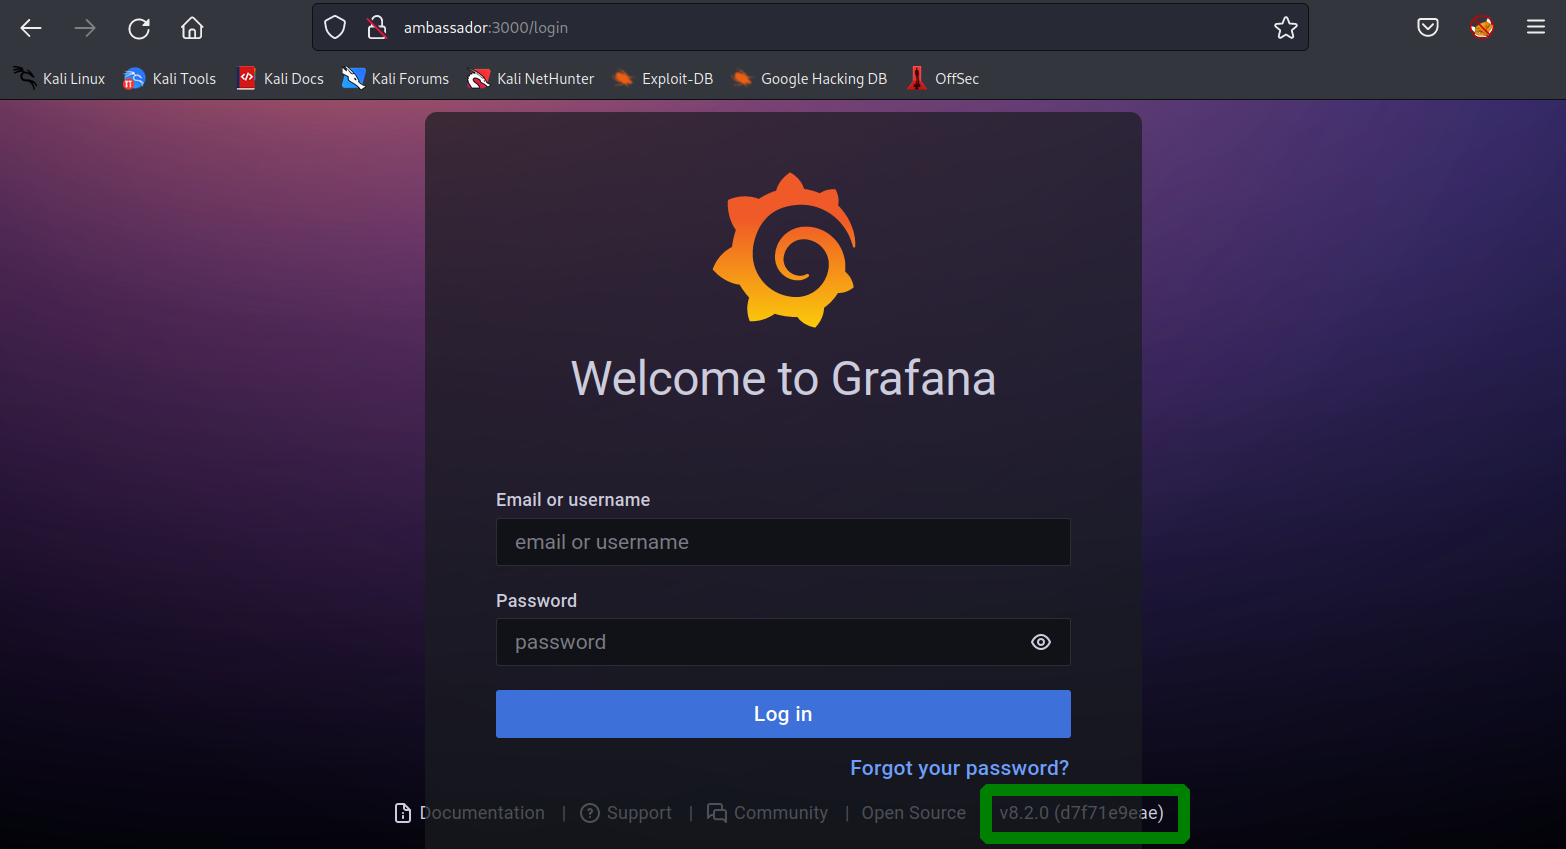 ambassador:3000/login
Kali Linux Kali Tools Kali Docs Kali Forums Kali NetHunter Exploit-DB Google Hacking DB OffSec
Welcome to Grafana
Email or username
email or username
Password
password
Log in
Forgot your password?
Documentation | Support | Community | Open Source v8.2.0 (d7f71e9eae)